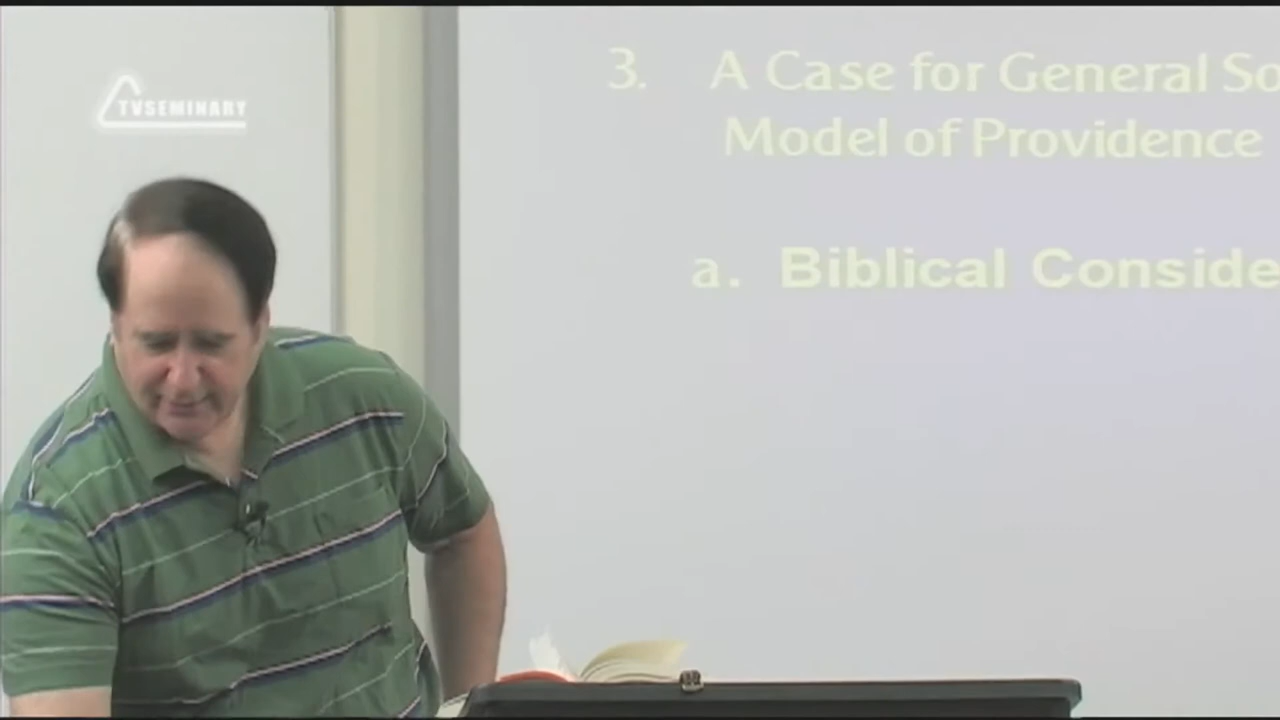 TVSEMINARY
3. A Case for General So
Model of Providence
a. Biblical Conside